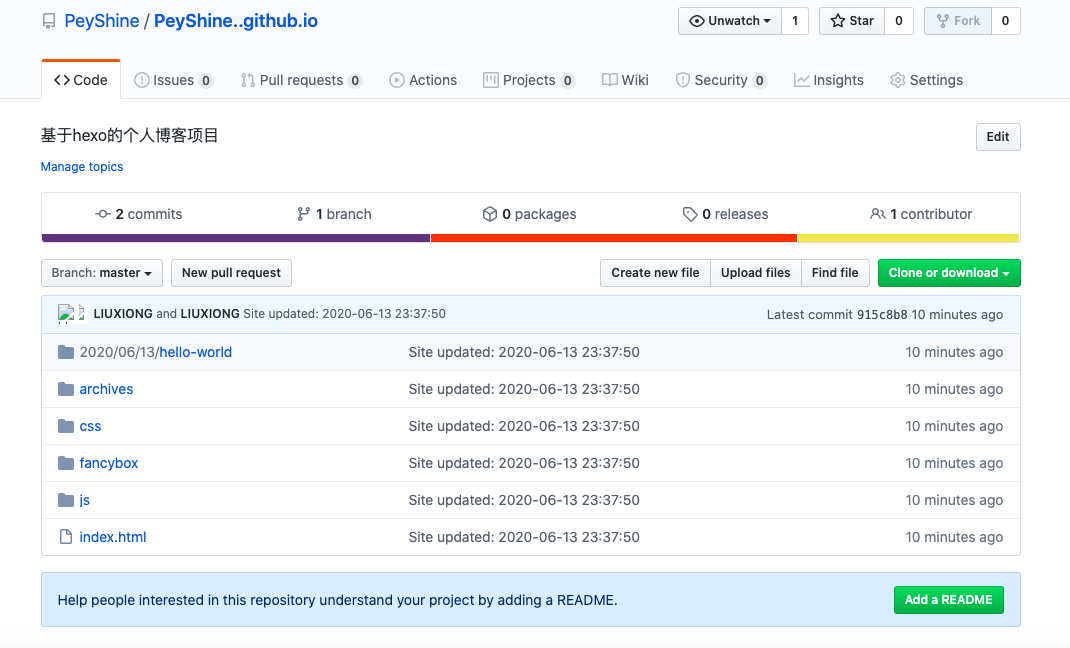 PeyShine / PeyShine..github.io
Unwatch 1 Star 0 Fork 0
Code Issues 0 Pull requests 0 Actions Projects 0 Wiki Security 0 Insights Settings
基于hexo的个人博客项目
Edit
Manage topics
2 commits 1 branch 0 packages 0 releases 1 contributor
Branch: master New pull request Create new file Upload files Find file Clone or download
LIUXIONG and LIUXIONG Site updated: 2020-06-13 23:37:50 Latest commit 915c8b8 10 minutes ago
2020/06/13/hello-world Site updated: 2020-06-13 23:37:50 10 minutes ago
archives Site updated: 2020-06-13 23:37:50 10 minutes ago
css Site updated: 2020-06-13 23:37:50 10 minutes ago
fancybox Site updated: 2020-06-13 23:37:50 10 minutes ago
js Site updated: 2020-06-13 23:37:50 10 minutes ago
index.html Site updated: 2020-06-13 23:37:50 10 minutes ago
Help people interested in this repository understand your project by adding a README. Add a README